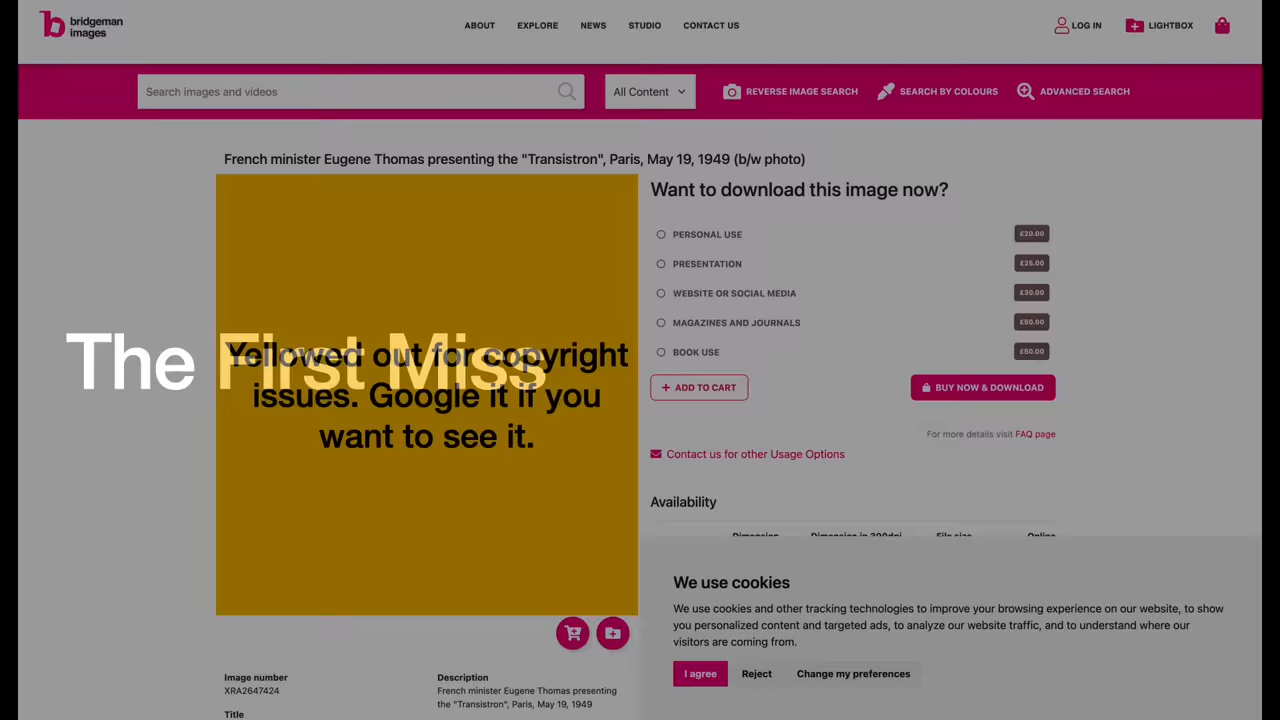 bridgeman
images
ABOUT
EXPLORE
NEWS
STUDIO
CONTACT US
LOG IN
LIGHTBOX
Search images and videos
All Content
REVERSE IMAGE SEARCH
SEARCH BY COLOURS
ADVANCED SEARCH
French minister Eugene Thomas presenting the "Transistron", Paris, May 19, 1949 (b/w photo)
The First Miss
Yellowed out for copyright
issues. Google it if you
want to see it.
Want to download this image now?
PERSONAL USE
£20.00
PRESENTATION
£25.00
WEBSITE OR SOCIAL MEDIA
£30.00
MAGAZINES AND JOURNALS
£50.00
BOOK USE
£50.00
+ ADD TO CART
BUY NOW & DOWNLOAD
For more details visit FAQ page
Contact us for other Usage Options
Availability
Dimension
Dimension in 300dpi
File size
Online
We use cookies
We use cookies and other tracking technologies to improve your browsing experience on our website, to show
you personalized content and targeted ads, to analyze our website traffic, and to understand where our
visitors are coming from.
I agree
Reject
Change my preferences
Image number
XRA2647424
Title
Description
French minister Eugene Thomas presenting
the "Transistron", Paris, May 19, 1949